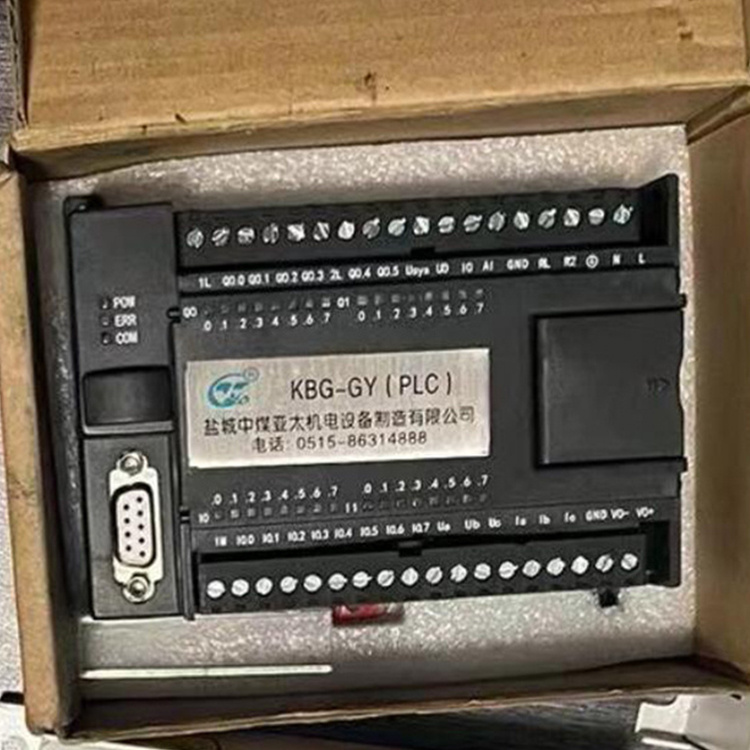 1L Q0.0 Q0.1 Q0.2 Q0.3 2L Q0.4 Q0.5 Usys UD IO AI GND RL R2 N L
POW
ERR
COM
Q0 .0 .1 .2 .3 .4 .5 .6 .7 Q1 .0 .1 .2 .3 .4 .5 .6 .7
KBG-GY(PLC)
盐城中煤亚太机电设备制造有限公司
电话: 0515-86314888
.0 .1 .2 .3 .4 .5 .6 .7 .0 .1 .2 .3 .4 .5 .6 .7
I0 I1
1M I0.0 I0.1 I0.2 I0.3 I0.4 I0.5 I0.6 I0.7 Ua Ub Uc Ia Ib Ic GND VO- VO+